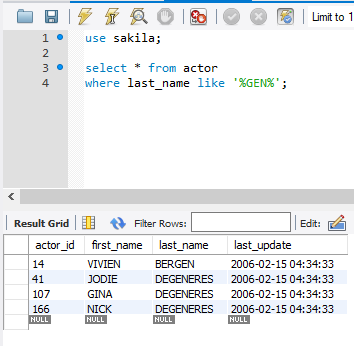 Limit to 1
1 use sakila;
2
3 select * from actor
4 where last_name like '%GEN%';
Result Grid Filter Rows: Edit:
actor_id first_name last_name last_update
14 VIVIEN BERGEN 2006-02-15 04:34:33
41 JODIE DEGENERES 2006-02-15 04:34:33
107 GINA DEGENERES 2006-02-15 04:34:33
166 NICK DEGENERES 2006-02-15 04:34:33
NULL NULL NULL NULL